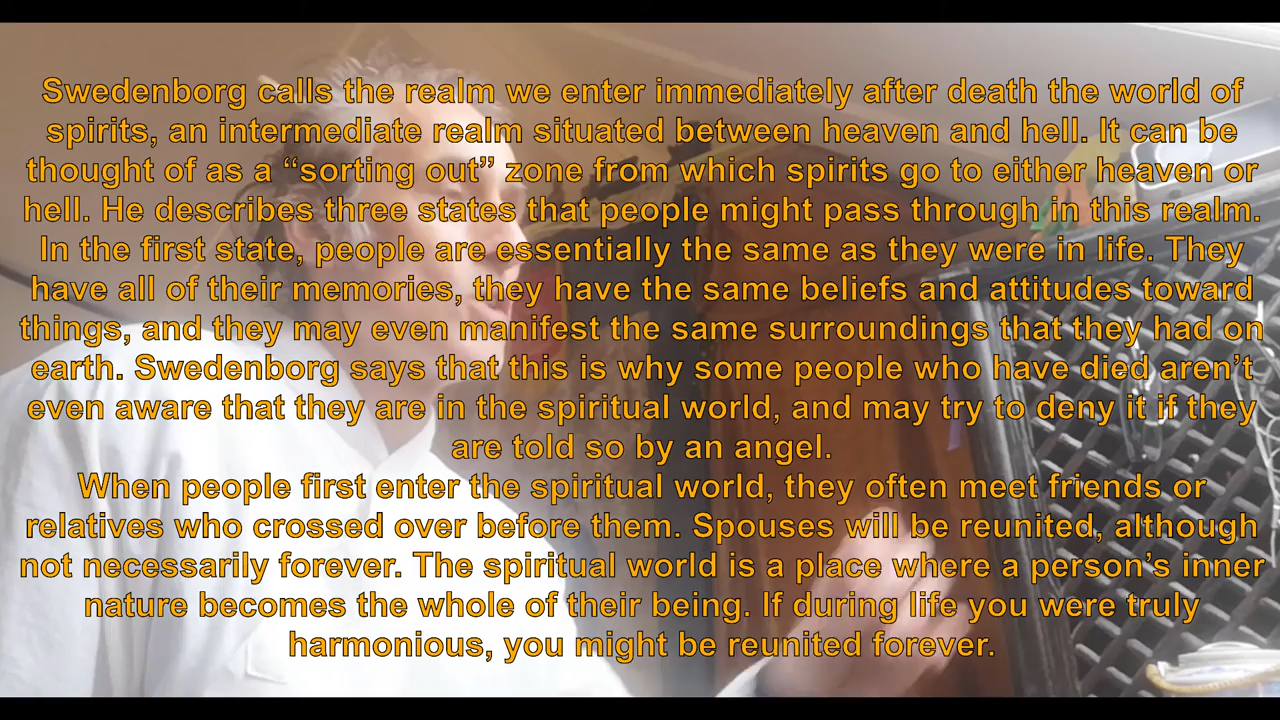 Swedenborg calls the realm we enter immediately after death the world of
spirits, an intermediate realm situated between heaven and hell. It can be
thought of as a “sorting out” zone from which spirits go to either heaven or
hell. He describes three states that people might pass through in this realm.
In the first state, people are essentially the same as they were in life. They
have all of their memories, they have the same beliefs and attitudes toward
things, and they may even manifest the same surroundings that they had on
earth. Swedenborg says that this is why some people who have died aren’t
even aware that they are in the spiritual world, and may try to deny it if they
are told so by an angel.
When people first enter the spiritual world, they often meet friends or
relatives who crossed over before them. Spouses will be reunited, although
not necessarily forever. The spiritual world is a place where a person’s inner
nature becomes the whole of their being. If during life you were truly
harmonious, you might be reunited forever.